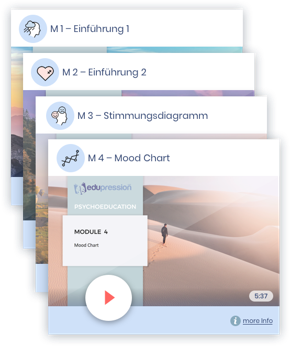 M 1 – Einführung 1
M 2 – Einführung 2
M 3 – Stimmungsdiagramm
M 4 – Mood Chart
edupression
PSYCHOEDUCATION
MODULE 4
Mood Chart
5:37
i more Info